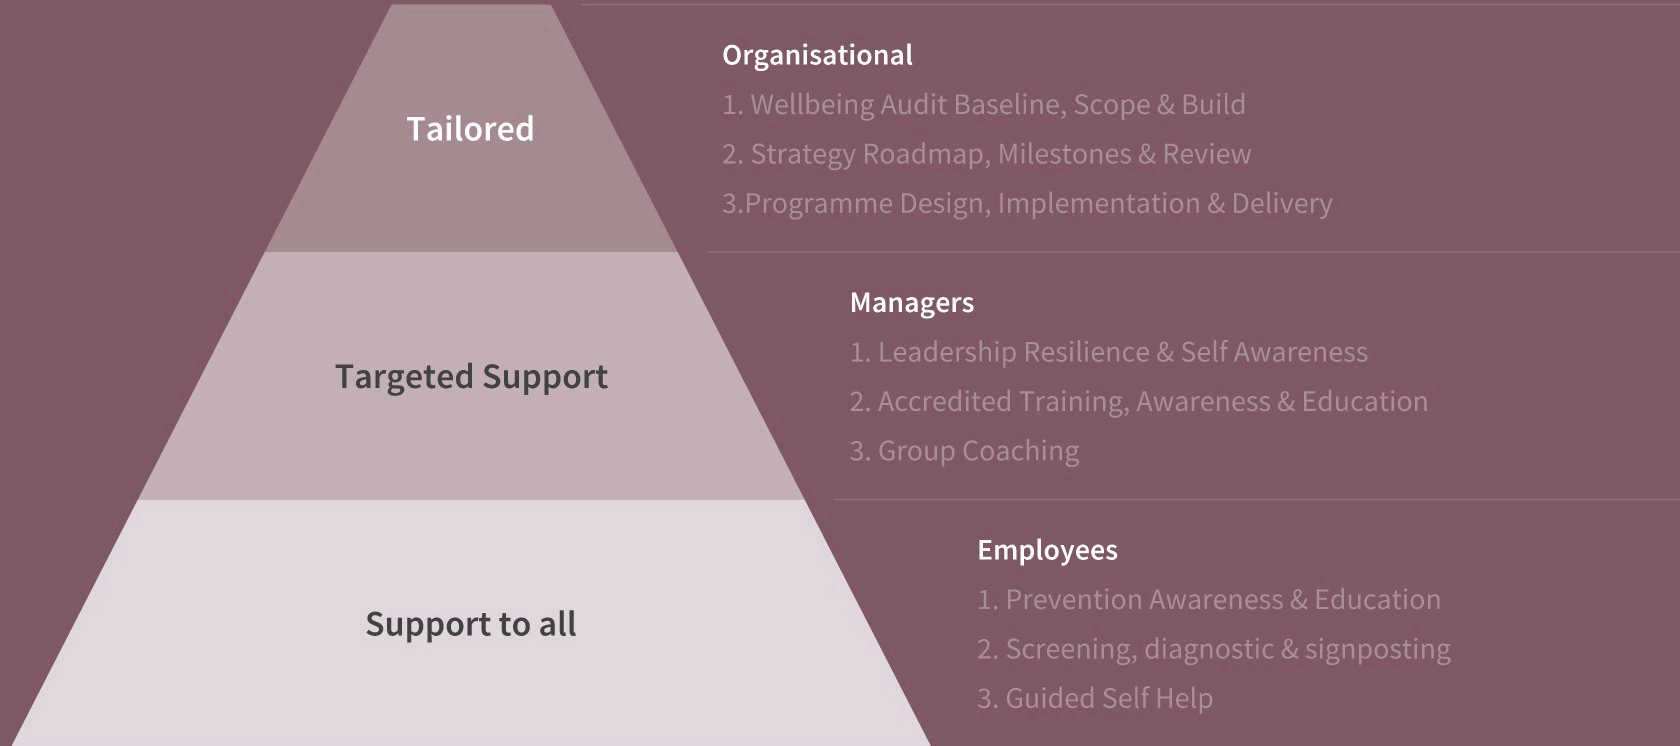 Tailored
Organisational
1. Wellbeing Audit Baseline, Scope & Build
2. Strategy Roadmap, Milestones & Review
3.Programme Design, Implementation & Delivery
Targeted Support
Managers
1. Leadership Resilience & Self Awareness
2. Accredited Training, Awareness & Education
3. Group Coaching
Support to all
Employees
1. Prevention Awareness & Education
2. Screening, diagnostic & signposting
3. Guided Self Help